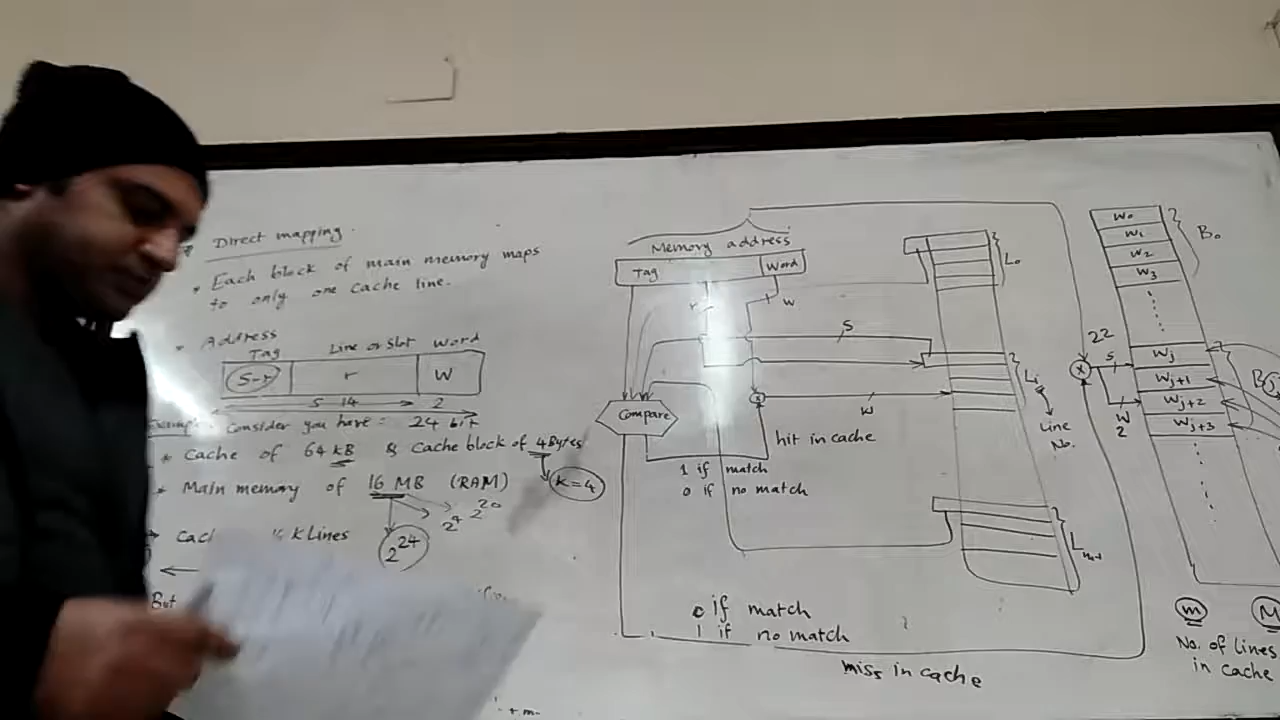 Direct mapping.
* Each block of main memory maps
to only one cache line.
* Address
Tag Line or Slot Word
S-r r W
S 14 2
Example Consider you have: 24 bit
* Cache of 64 kB & Cache block of 4Bytes
k=4
* Main memory of 16 MB (RAM)
2^4 2^20
2^24
K Lines
But
Memory address
Tag Word
r w
S
Compare
W
hit in cache
1 if match
0 if no match
0 if match
1 if no match
miss in cache
L0
Li
Line
No.
22
S
W
2
W0
W1
W2
W3
B0
Wj
Wj+1
Wj+2
Wj+3
m M
No. of lines
in cache